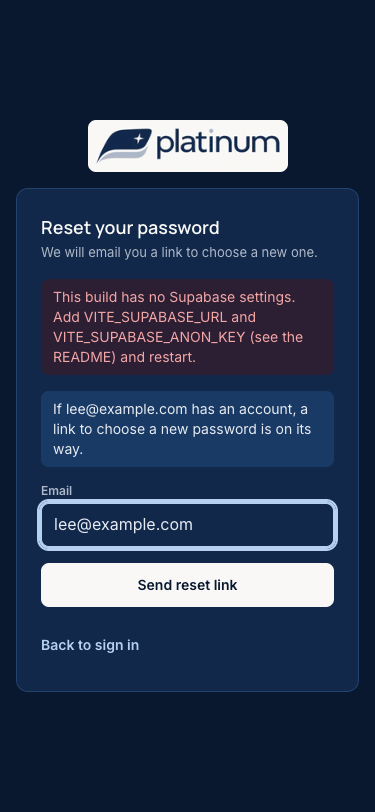 platinum
Reset your password
We will email you a link to choose a new one.
This build has no Supabase settings.
Add VITE_SUPABASE_URL and
VITE_SUPABASE_ANON_KEY (see the
README) and restart.
If lee@example.com has an account, a
link to choose a new password is on its
way.
Email
lee@example.com
Send reset link
Back to sign in